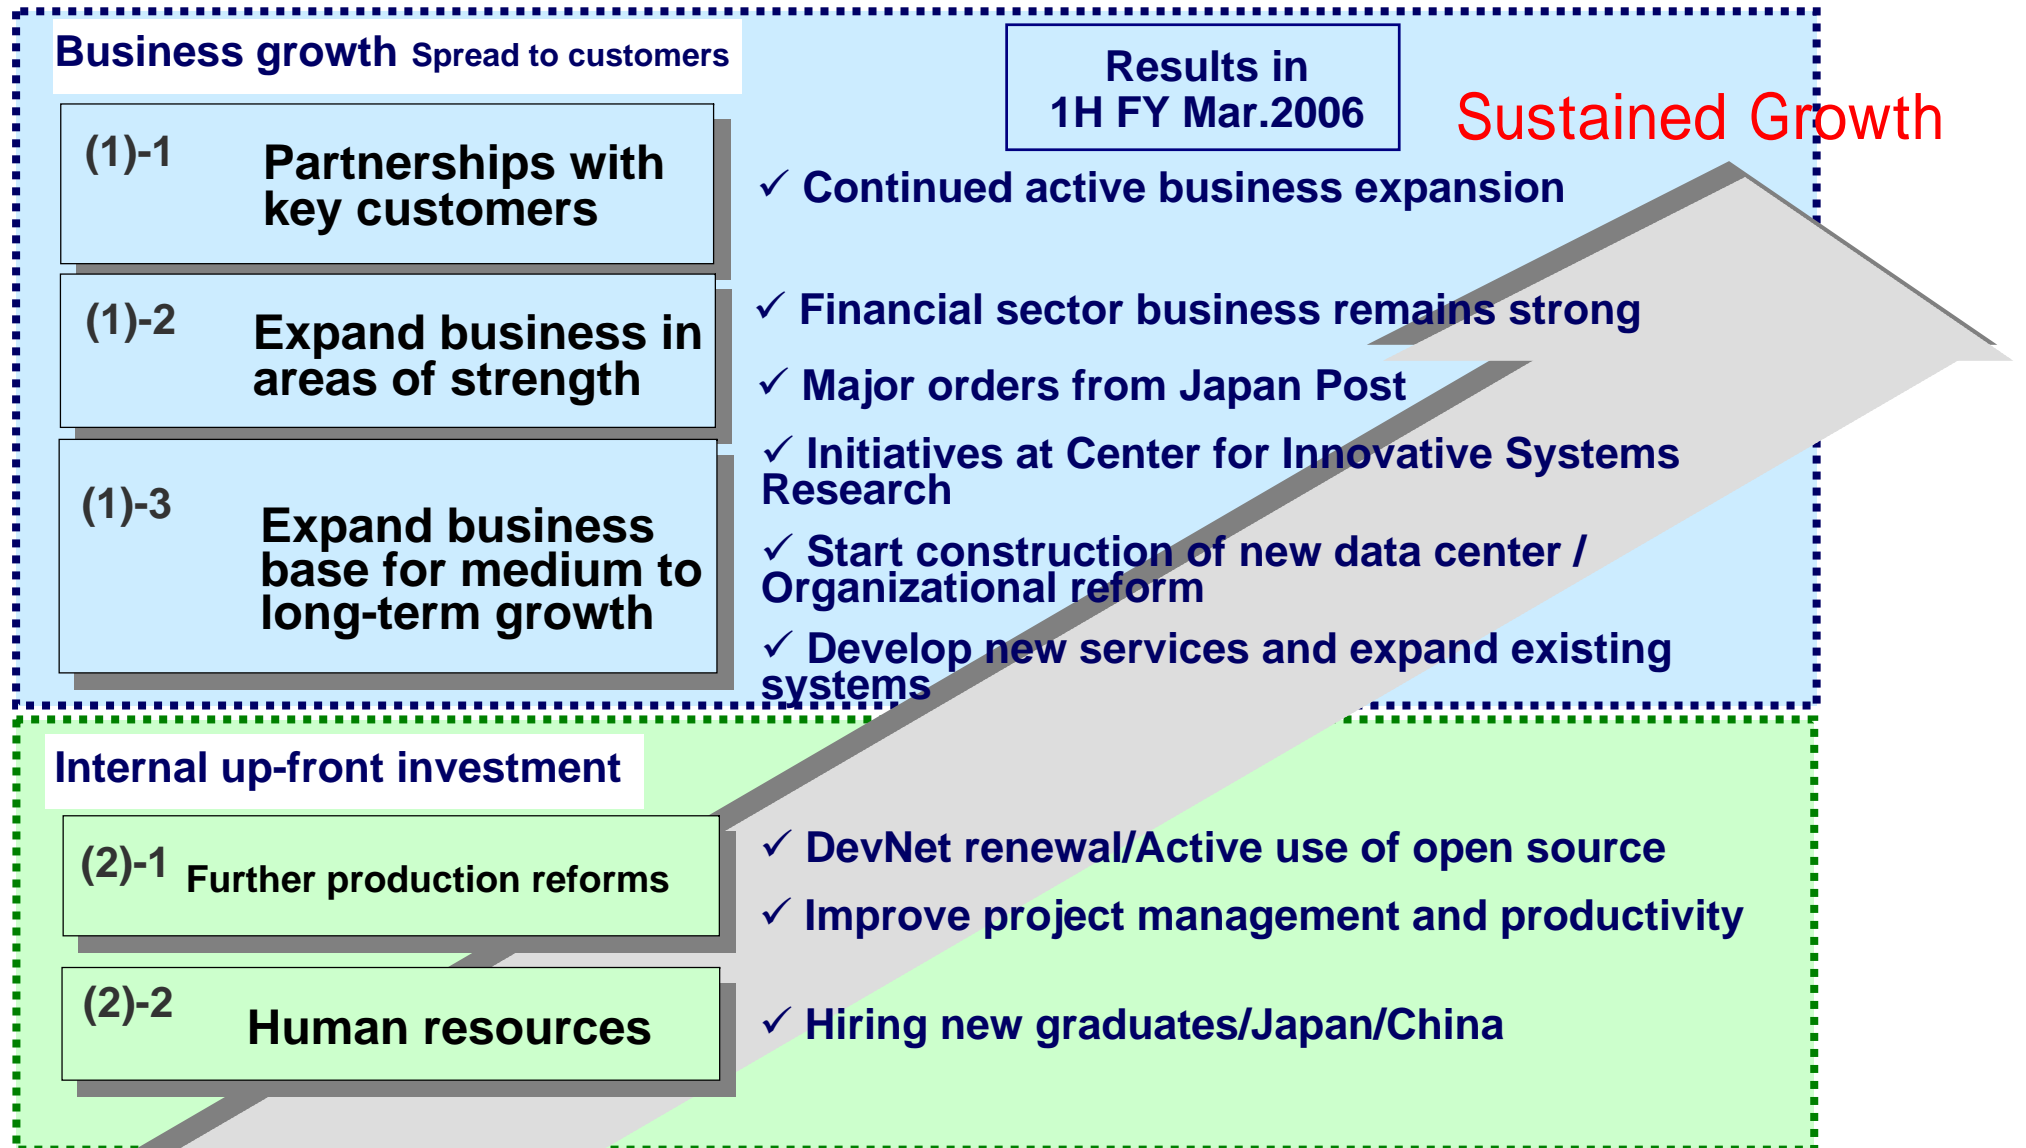 Business growth Spread to customers
Results in
1H FY Mar.2006
Sustained Growth
(1)-1
Partnerships with
key customers
✓ Continued active business expansion
(1)-2
Expand business in
areas of strength
✓ Financial sector business remains strong
✓ Major orders from Japan Post
(1)-3
Expand business
base for medium to
long-term growth
✓ Initiatives at Center for Innovative Systems
Research
✓ Start construction of new data center /
Organizational reform
✓ Develop new services and expand existing
systems
Internal up-front investment
(2)-1 Further production reforms
✓ DevNet renewal/Active use of open source
✓ Improve project management and productivity
(2)-2
Human resources
✓ Hiring new graduates/Japan/China